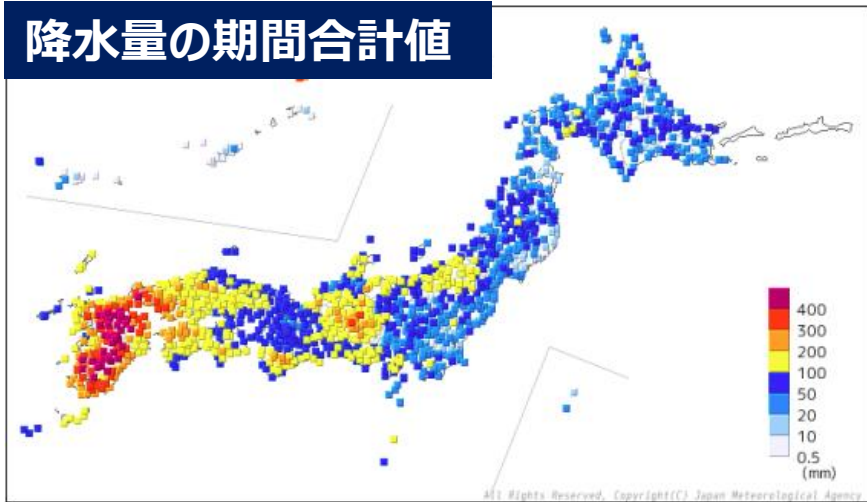 降水量の期間合計値
400
300
200
100
50
20
10
0.5
(mm)
All Rights Reserved, Copyright(C) Japan Meteorological Agency